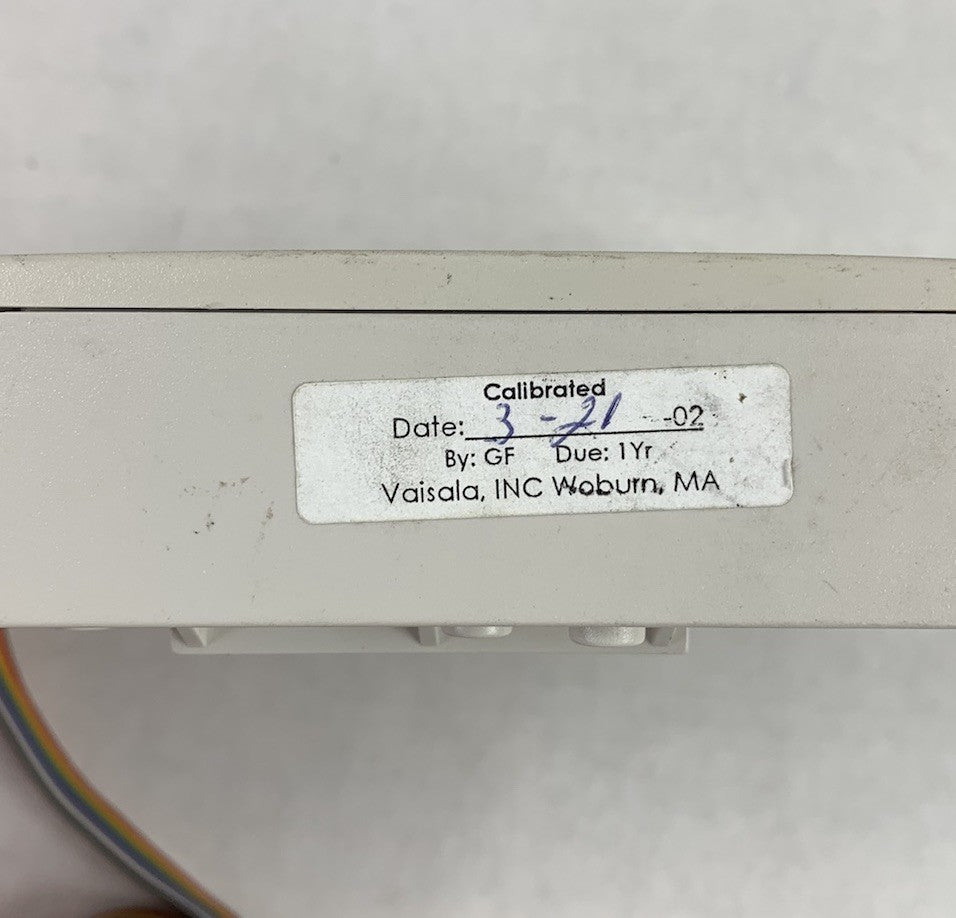 Calibrated
Date: 3-21 -02
By: GF Due: 1Yr
Vaisala, INC Woburn, MA